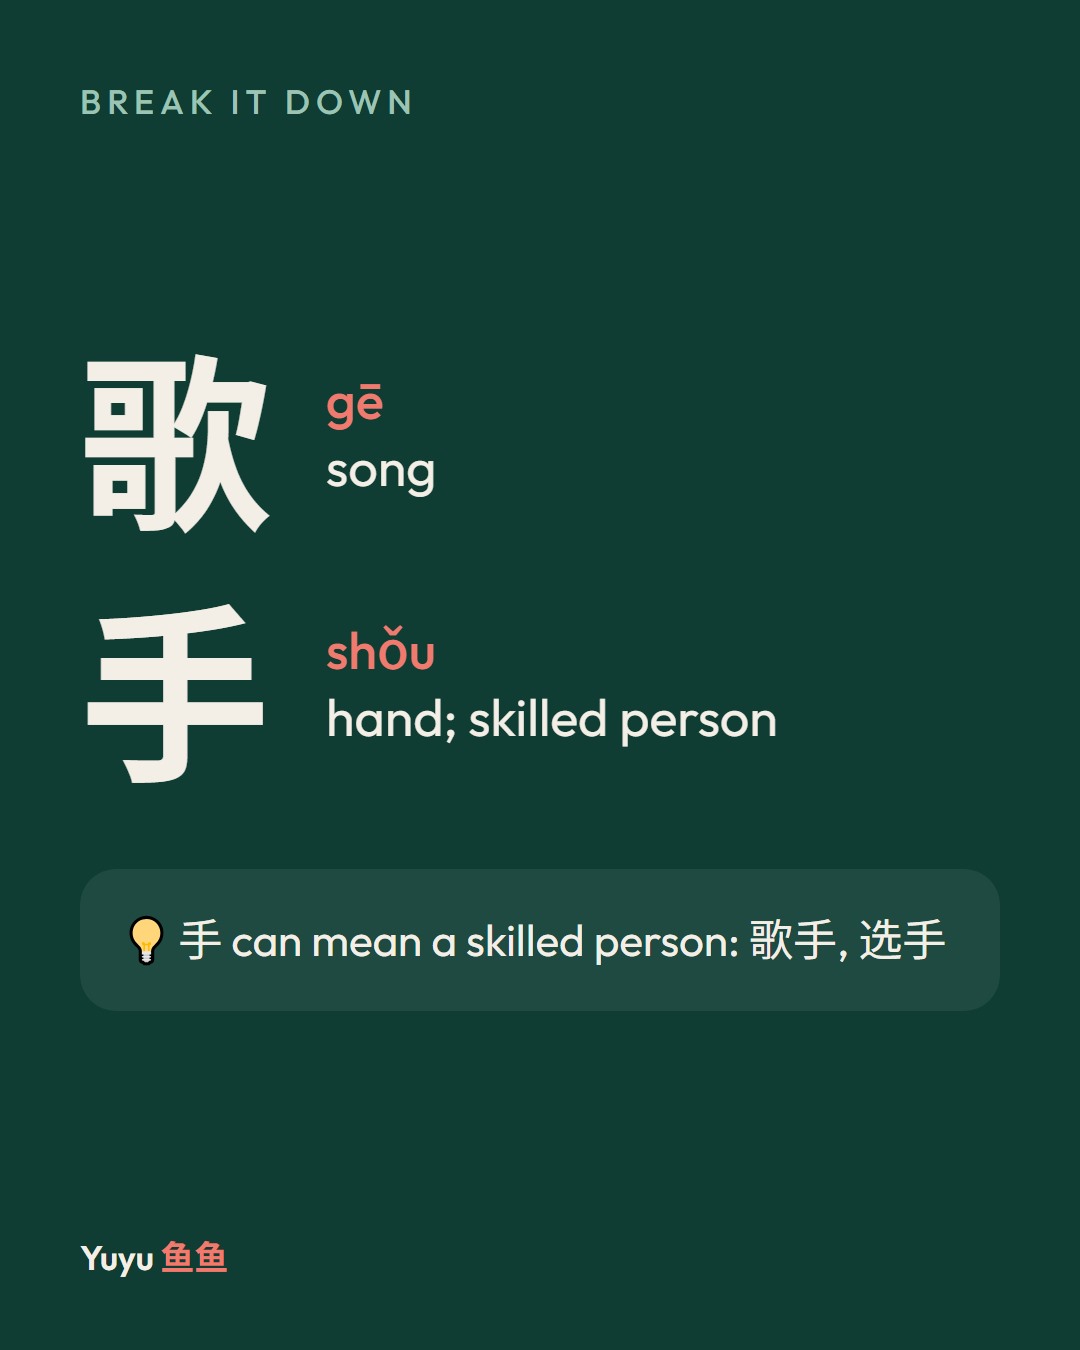 BREAK IT DOWN
歌
gē
song
手
shǒu
hand; skilled person
💡 手 can mean a skilled person: 歌手, 选手
Yuyu 鱼鱼